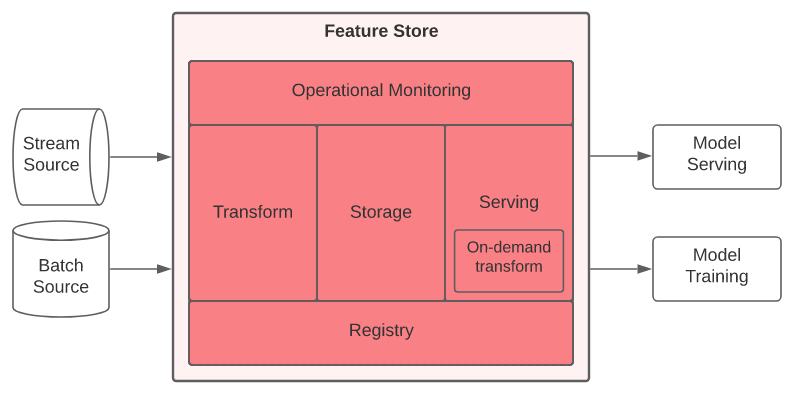 Feature Store
Operational Monitoring
Stream
Source
Batch
Source
Transform
Storage
Serving
On-demand
transform
Registry
Model
Serving
Model
Training